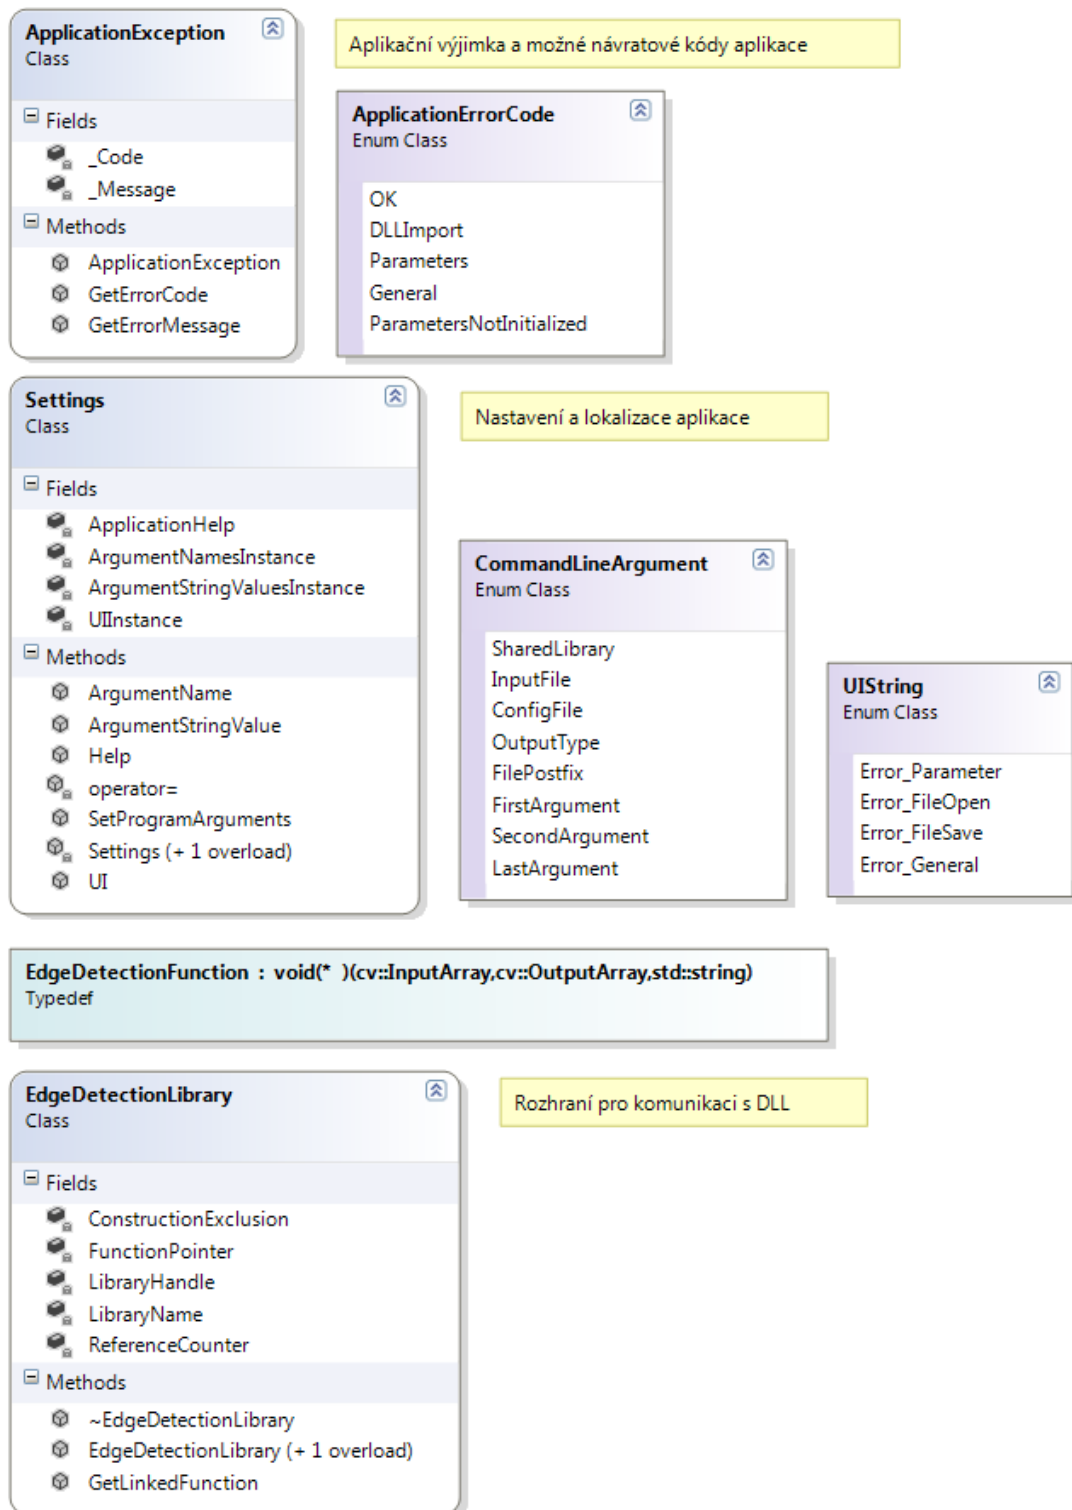 ApplicationException
Class
Fields
_Code
_Message
Methods
ApplicationException
GetErrorCode
GetErrorMessage
Aplikační výjimka a možné návratové kódy aplikace
ApplicationErrorCode
Enum Class
OK
DLLImport
Parameters
General
ParametersNotInitialized
Settings
Class
Fields
ApplicationHelp
ArgumentNamesInstance
ArgumentStringValuesInstance
UIInstance
Methods
ArgumentName
ArgumentStringValue
Help
operator=
SetProgramArguments
Settings (+ 1 overload)
UI
Nastavení a lokalizace aplikace
CommandLineArgument
Enum Class
SharedLibrary
InputFile
ConfigFile
OutputType
FilePostfix
FirstArgument
SecondArgument
LastArgument
UIString
Enum Class
Error_Parameter
Error_FileOpen
Error_FileSave
Error_General
EdgeDetectionFunction : void(* )(cv::InputArray,cv::OutputArray,std::string)
Typedef
EdgeDetectionLibrary
Class
Fields
ConstructionExclusion
FunctionPointer
LibraryHandle
LibraryName
ReferenceCounter
Methods
~EdgeDetectionLibrary
EdgeDetectionLibrary (+ 1 overload)
GetLinkedFunction
Rozhraní pro komunikaci s DLL